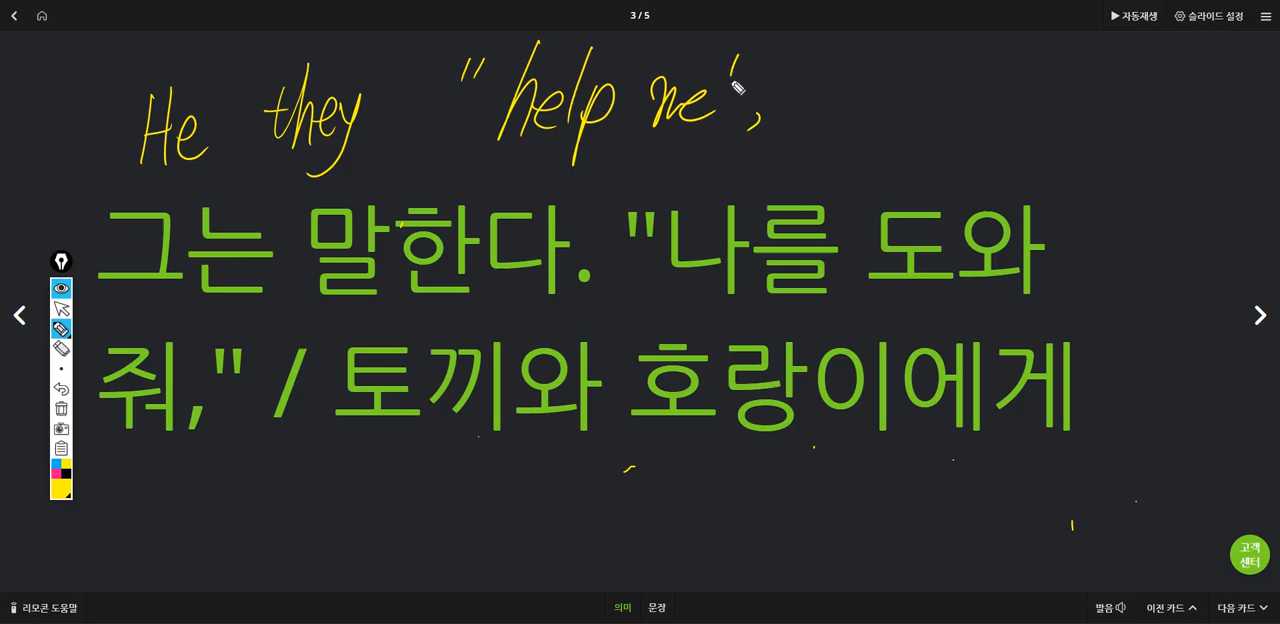 3 / 5
자동재생
슬라이드 설정
He they "help me',
그는 말한다. "나를 도와
줘," / 토끼와 호랑이에게
고객
센터
리모콘 도움말
의미
문장
발음
이전 카드
다음 카드